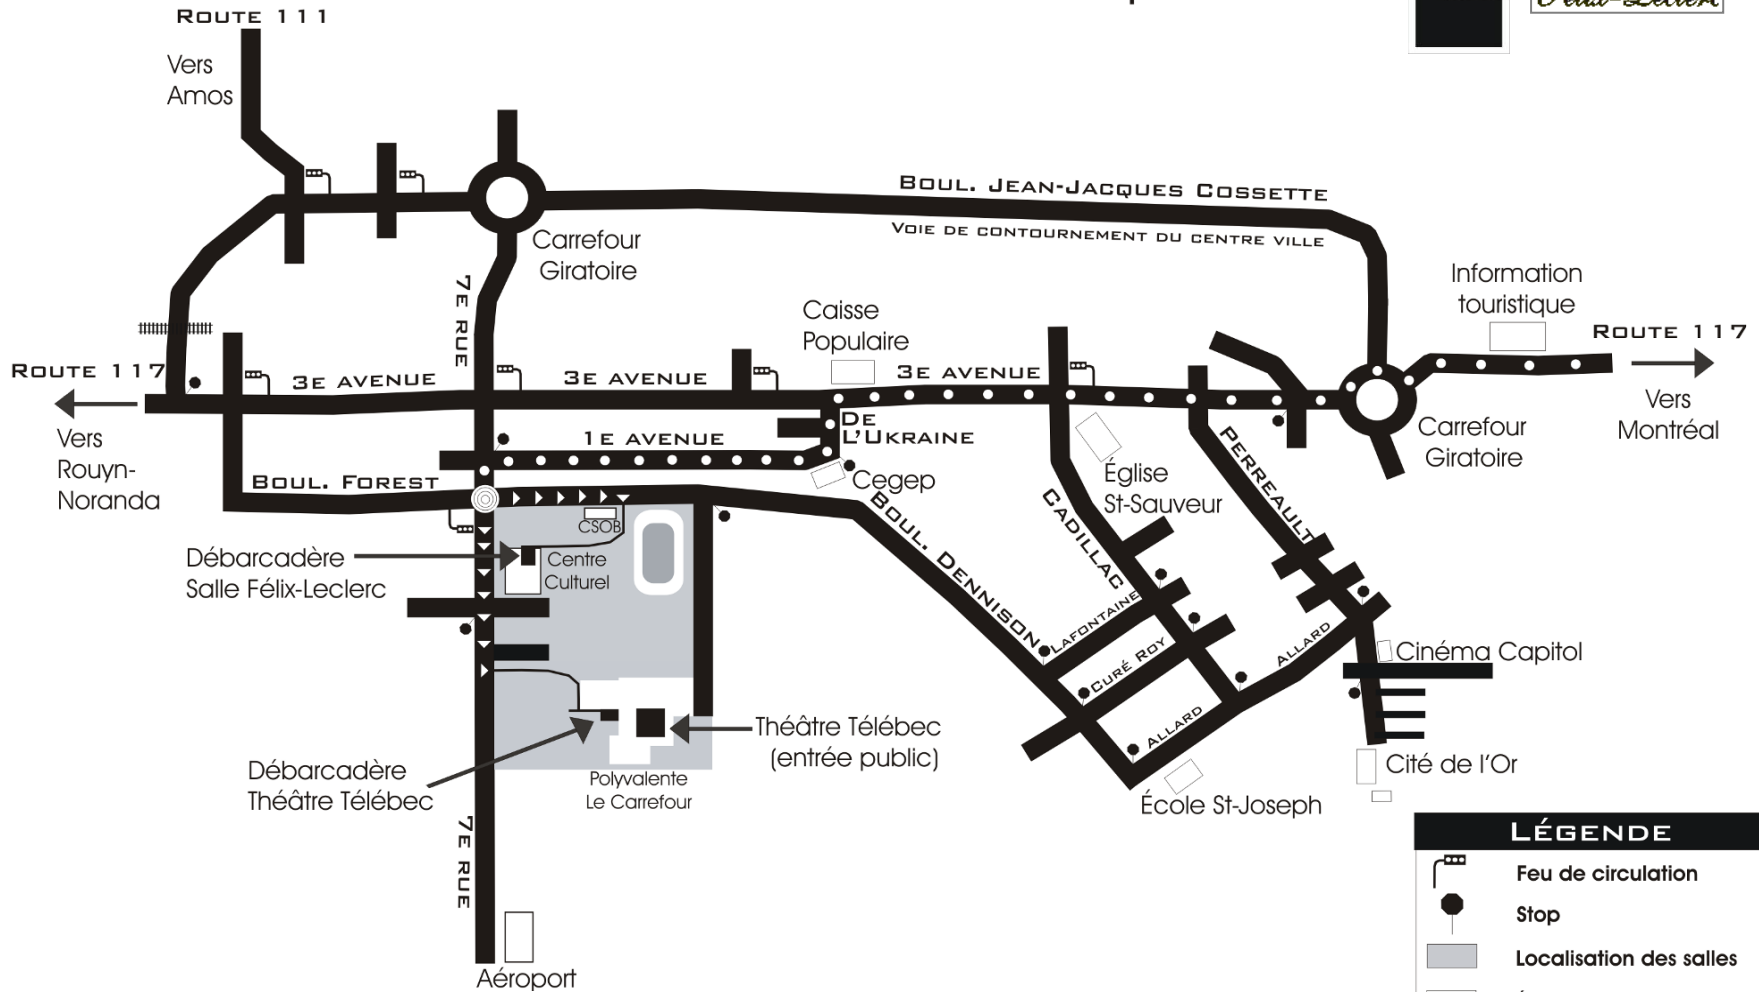 Route 111
Vers
Amos
Boul. Jean-Jacques Cossette
Voie de contournement du centre ville
Carrefour
Giratoire
7e rue
Information
touristique
Caisse
Populaire
Route 117
Route 117
3e avenue
3e avenue
3e avenue
Vers
Rouyn-
Noranda
Vers
Montréal
Carrefour
Giratoire
De
l'Ukraine
1e avenue
Perreault
Église
St-Sauveur
Boul. Forest
Cegep
Cadillac
Boul. Dennison
CSOB
Débarcadère
Salle Félix-Leclerc
Centre
Culturel
Lafontaine
Curé Roy
Allard
Cinéma Capitol
Allard
Théâtre Télébec
(entrée public)
Débarcadère
Théâtre Télébec
Polyvalente
Le Carrefour
Cité de l'Or
École St-Joseph
7e rue
Aéroport
Légende
Feu de circulation
Stop
Localisation des salles